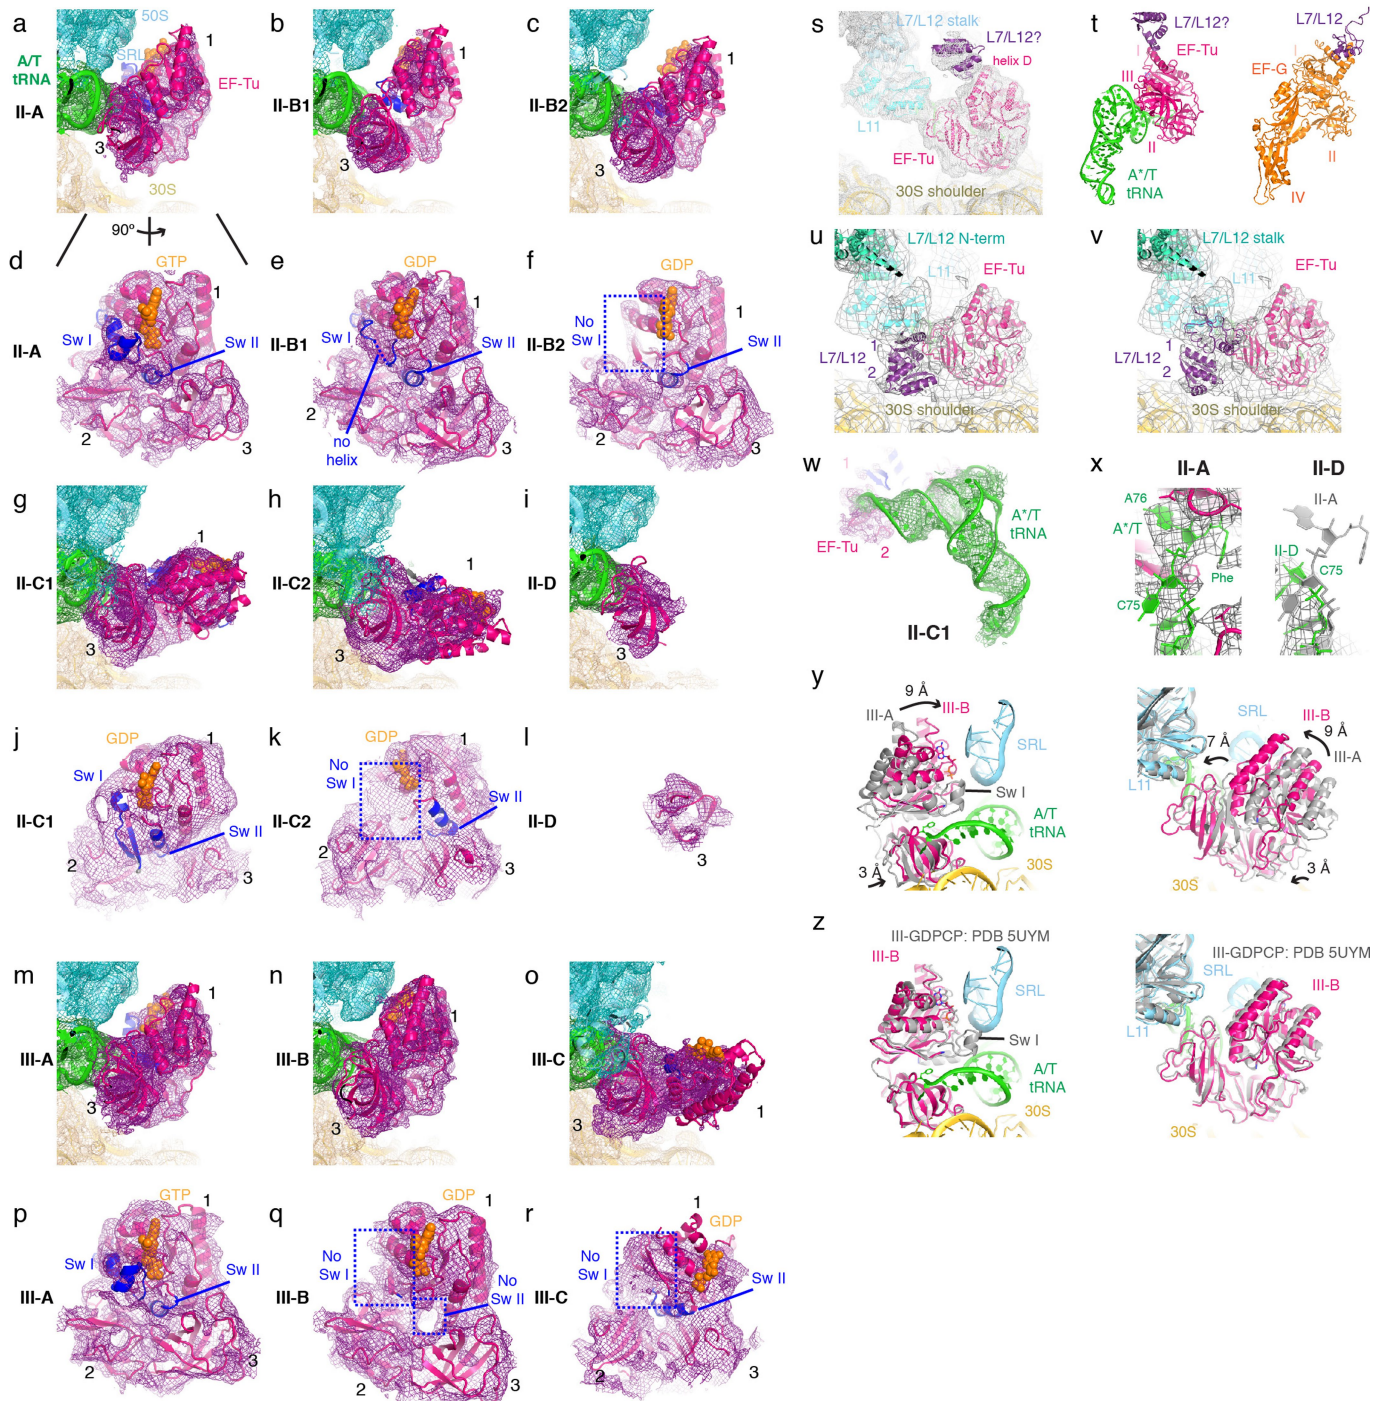 a
50S
1
SRL
A/T
tRNA
EF-Tu
II-A
3
30S
90º
b
1
II-B1
3
c
1
II-B2
3
d
GTP
1
Sw I
Sw II
II-A
2
3
e
GDP
Sw I
Sw II
II-B1
no
helix
f
GDP
No
Sw I
1
Sw II
II-B2
2
3
g
1
II-C1
3
h
1
II-C2
3
i
II-D
3
j
GDP
1
Sw I
II-C1
Sw II
2
3
k
GDP
1
No
Sw I
Sw II
II-C2
2
3
l
II-D
3
m
1
III-A
3
n
1
III-B
3
o
III-C
1
3
p
GTP
1
Sw I
Sw II
III-A
2
3
q
GDP
1
No
Sw I
No
Sw II
III-B
2
3
r
1
GDP
No
Sw I
Sw II
III-C
2
3
s
L7/L12 stalk
L7/L12?
helix D
L11
EF-Tu
30S shoulder
t
L7/L12?
I
EF-Tu
III
II
A*/T
tRNA
L7/L12
I
EF-G
II
IV
u
L7/L12 N-term
L11
EF-Tu
1
L7/L12
2
30S shoulder
v
L7/L12 stalk
L11
EF-Tu
1
L7/L12
2
30S shoulder
w
1
A*/T
tRNA
EF-Tu
2
II-C1
x
II-A
A76
A*/T
Phe
C75
II-D
II-A
II-D
C75
y
9 Å
III-A
III-B
SRL
Sw I
A/T
tRNA
3 Å
30S
SRL
III-B
7 Å
9 Å
III-A
L11
3 Å
30S
z
III-GDPCP: PDB 5UYM
III-B
SRL
Sw I
A/T
tRNA
30S
III-GDPCP: PDB 5UYM
SRL
III-B
L11
30S